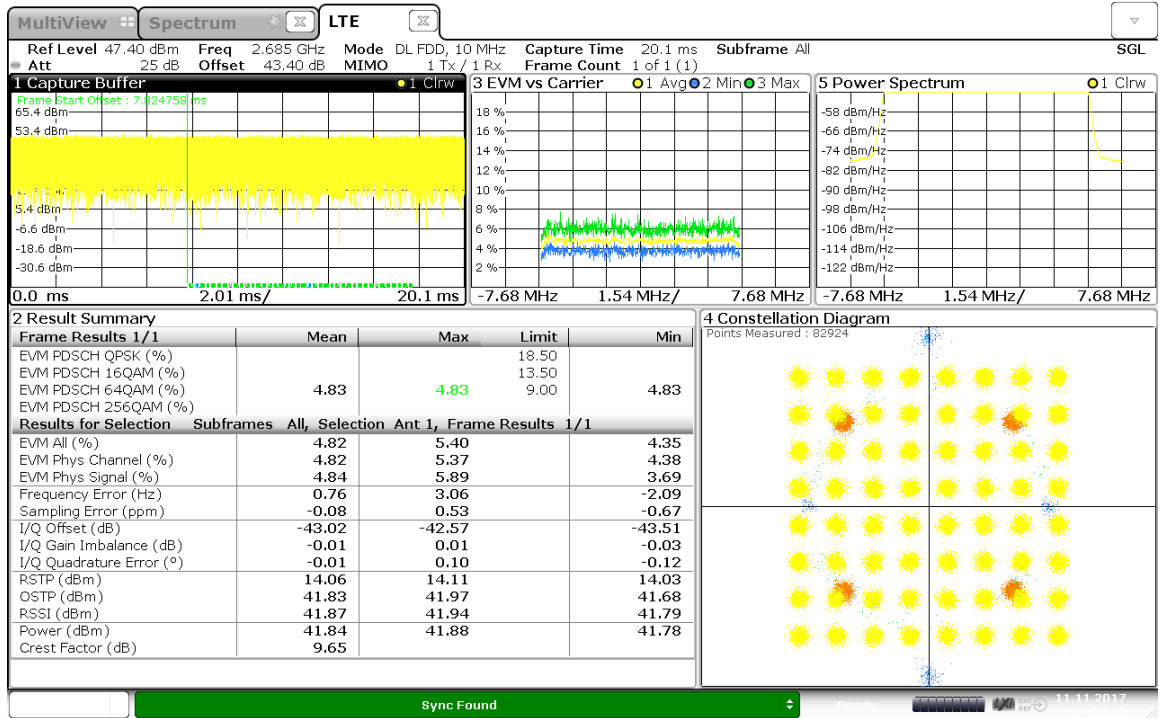 MultiView Spectrum LTE
Ref Level 47.40 dBm Freq 2.685 GHz Mode DL FDD, 10 MHz Capture Time 20.1 ms Subframe All SGL
Att 25 dB Offset 43.40 dB MIMO 1 Tx / 1 Rx Frame Count 1 of 1 (1)
1 Capture Buffer 1 Clrw
Frame Start Offset : 7.824758 ms
65.4 dBm
53.4 dBm
5.4 dBm
-6.6 dBm
-18.6 dBm
-30.6 dBm
0.0 ms 2.01 ms/ 20.1 ms
3 EVM vs Carrier 1 Avg 2 Min 3 Max
18 %
16 %
14 %
12 %
10 %
8 %
6 %
4 %
2 %
-7.68 MHz 1.54 MHz/ 7.68 MHz
5 Power Spectrum 1 Clrw
-58 dBm/Hz
-66 dBm/Hz
-74 dBm/Hz
-82 dBm/Hz
-90 dBm/Hz
-98 dBm/Hz
-106 dBm/Hz
-114 dBm/Hz
-122 dBm/Hz
-7.68 MHz 1.54 MHz/ 7.68 MHz
2 Result Summary
Frame Results 1/1 Mean Max Limit Min
EVM PDSCH QPSK (%) 18.50
EVM PDSCH 16QAM (%) 13.50
EVM PDSCH 64QAM (%) 4.83 4.83 9.00 4.83
EVM PDSCH 256QAM (%)
Results for Selection Subframes All, Selection Ant 1, Frame Results 1/1
EVM All (%) 4.82 5.40 4.35
EVM Phys Channel (%) 4.82 5.37 4.38
EVM Phys Signal (%) 4.84 5.89 3.69
Frequency Error (Hz) 0.76 3.06 -2.09
Sampling Error (ppm) -0.08 0.53 -0.67
I/Q Offset (dB) -43.02 -42.57 -43.51
I/Q Gain Imbalance (dB) -0.01 0.01 -0.03
I/Q Quadrature Error (º) -0.01 0.10 -0.12
RSTP (dBm) 14.06 14.11 14.03
OSTP (dBm) 41.83 41.97 41.68
RSSI (dBm) 41.87 41.94 41.79
Power (dBm) 41.84 41.88 41.78
Crest Factor (dB) 9.65
4 Constellation Diagram
Points Measured : 82924
Sync Found
Ready
LXI
EXT REF
11.11.2017